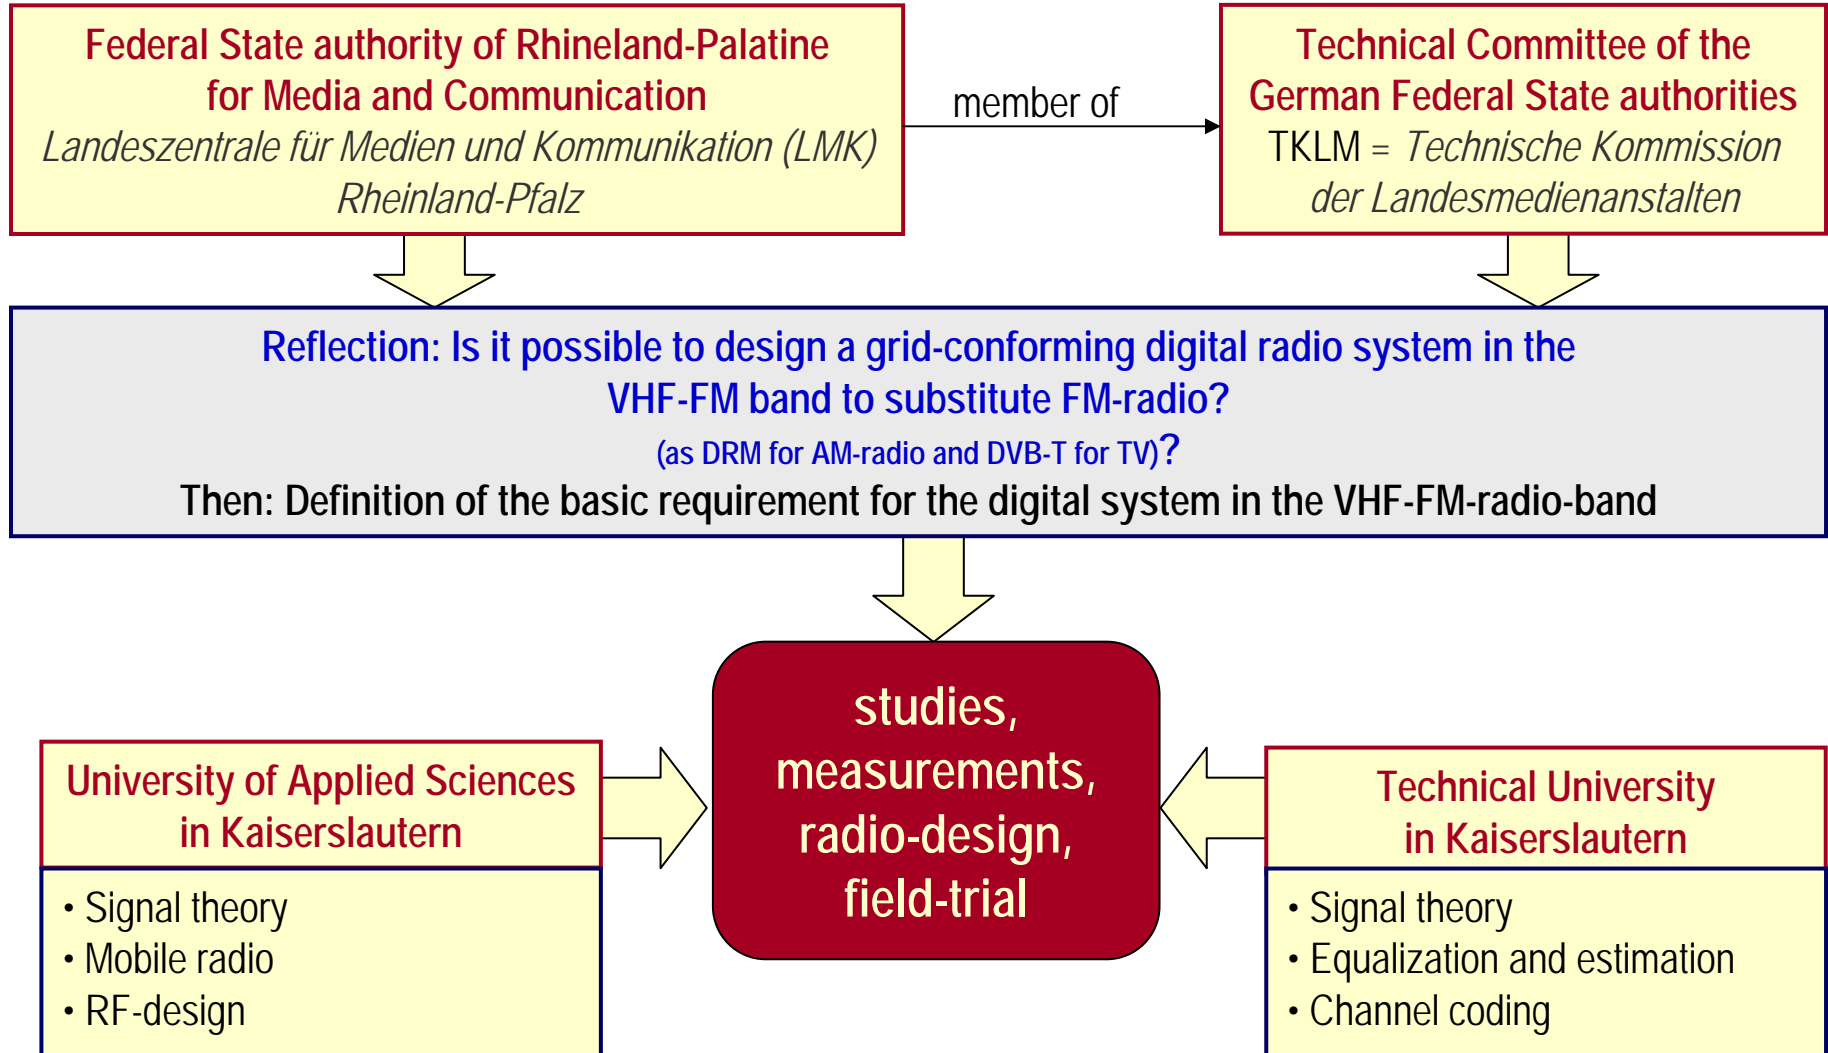 Federal State authority of Rhineland-Palatine
for Media and Communication
Landeszentrale für Medien und Kommunikation (LMK)
Rheinland-Pfalz
member of
Technical Committee of the
German Federal State authorities
TKLM = Technische Kommission
der Landesmedienanstalten
Reflection: Is it possible to design a grid-conforming digital radio system in the
VHF-FM band to substitute FM-radio?
(as DRM for AM-radio and DVB-T for TV)?
Then: Definition of the basic requirement for the digital system in the VHF-FM-radio-band
studies,
measurements,
radio-design,
field-trial
University of Applied Sciences
in Kaiserslautern
• Signal theory
• Mobile radio
• RF-design
Technical University
in Kaiserslautern
• Signal theory
• Equalization and estimation
• Channel coding